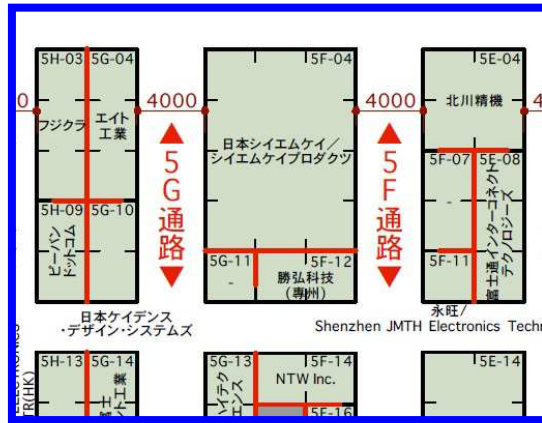 5H-03
5G-04
5F-04
5E-04
4000
4000
フジクラ
エイト
工業
日本シイエムケイ/
シイエムケイプロダクツ
北川精機
▲5G通路▼
▲5F通路▼
5F-07
5E-08
-
富士通インターコネクト
テクノロジーズ
5H-09
5G-10
ビーバン
ドットコム
5G-11
-
5F-12
勝弘科技
(専州)
5F-11
日本ケイデンス
・デザイン・システムズ
永旺/
Shenzhen JMTH Electronics Techn
5H-13
5G-14
5G-13
5F-14
NTW Inc.
5E-14
5F-16
TR(HK)